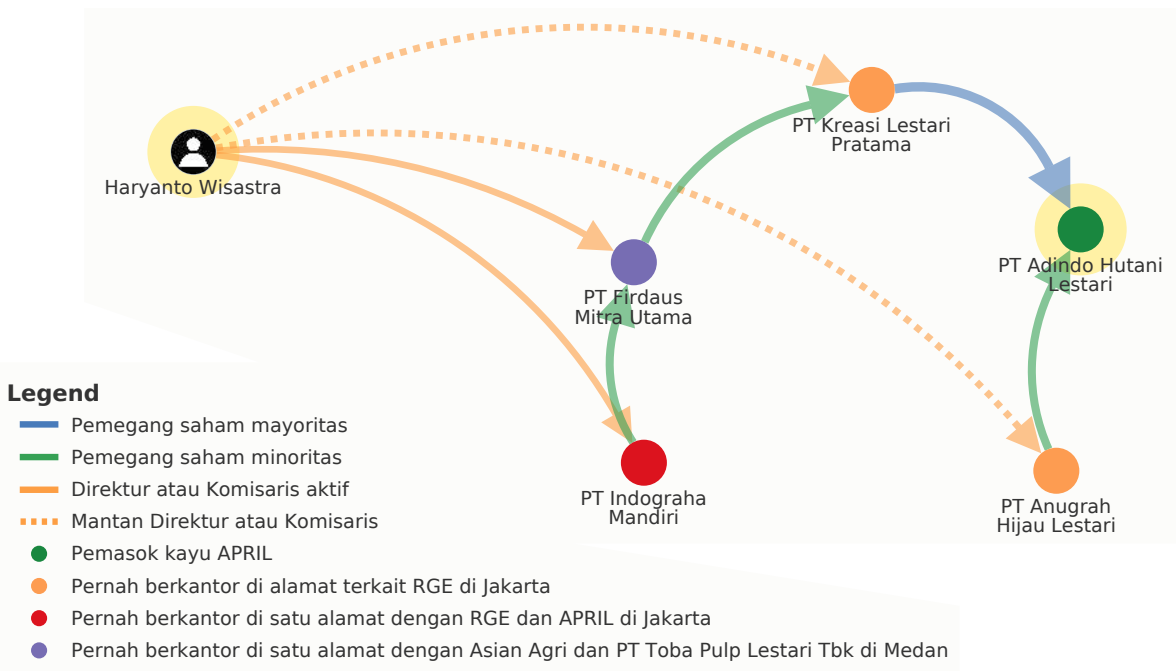 Haryanto Wisastra
PT Kreasi Lestari
Pratama
PT Adindo Hutani
Lestari
PT Firdaus
Mitra Utama
PT Indograha
Mandiri
PT Anugrah
Hijau Lestari
Legend
Pemegang saham mayoritas
Pemegang saham minoritas
Direktur atau Komisaris aktif
Mantan Direktur atau Komisaris
Pemasok kayu APRIL
Pernah berkantor di alamat terkait RGE di Jakarta
Pernah berkantor di satu alamat dengan RGE dan APRIL di Jakarta
Pernah berkantor di satu alamat dengan Asian Agri dan PT Toba Pulp Lestari Tbk di Medan